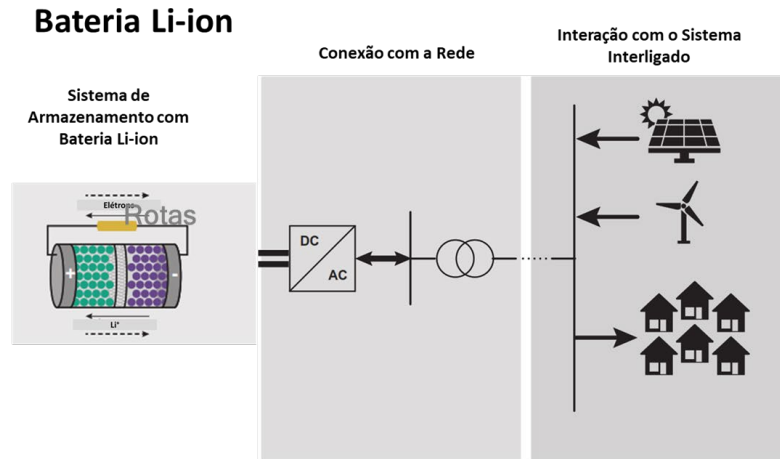 Bateria Li-ion
Conexão com a Rede
Interação com o Sistema
Interligado
Sistema de
Armazenamento com
Bateria Li-ion
Elétrons
Rotas
+
-
Li⁺
DC
AC